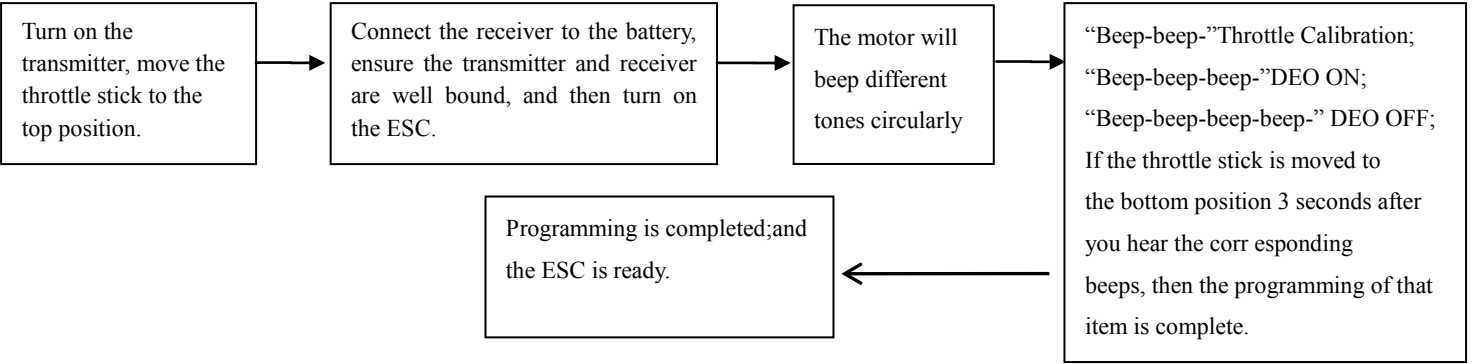 Turn on the
transmitter, move the
throttle stick to the
top position.
Connect the receiver to the battery,
ensure the transmitter and receiver
are well bound, and then turn on
the ESC.
The motor will
beep different
tones circularly
“Beep-beep-”Throttle Calibration;
“Beep-beep-beep-”DEO ON;
“Beep-beep-beep-beep-” DEO OFF;
If the throttle stick is moved to
the bottom position 3 seconds after
you hear the corr esponding
beeps, then the programming of that
item is complete.
Programming is completed;and
the ESC is ready.